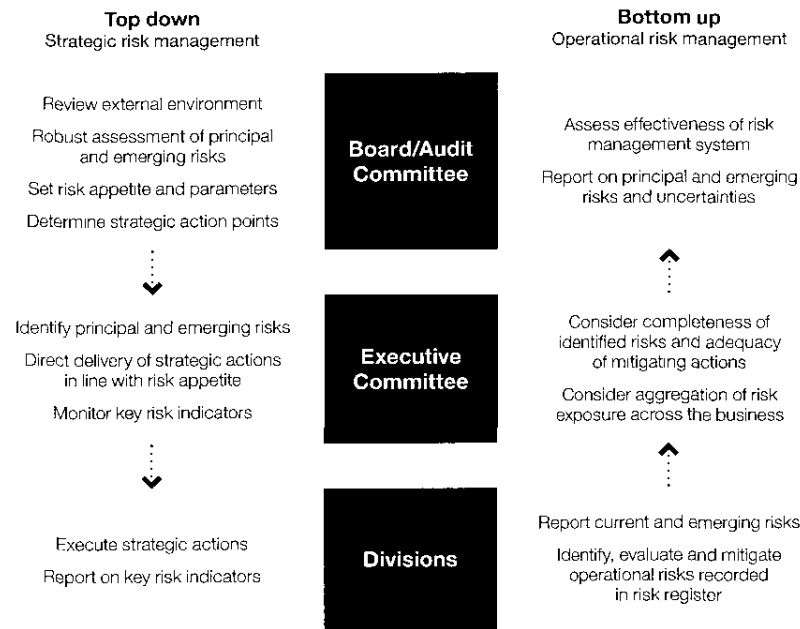 Top down
Strategic risk management
Bottom up
Operational risk management
Review external environment
Robust assessment of principal
and emerging risks
Set risk appetite and parameters
Determine strategic action points
Board/Audit
Committee
Assess effectiveness of risk
management system
Report on principal and emerging
risks and uncertainties
Identify principal and emerging risks
Direct delivery of strategic actions
in line with risk appetite
Monitor key risk indicators
Executive
Committee
Consider completeness of
identified risks and adequacy
of mitigating actions
Consider aggregation of risk
exposure across the business
Execute strategic actions
Report on key risk indicators
Divisions
Report current and emerging risks
Identify, evaluate and mitigate
operational risks recorded
in risk register